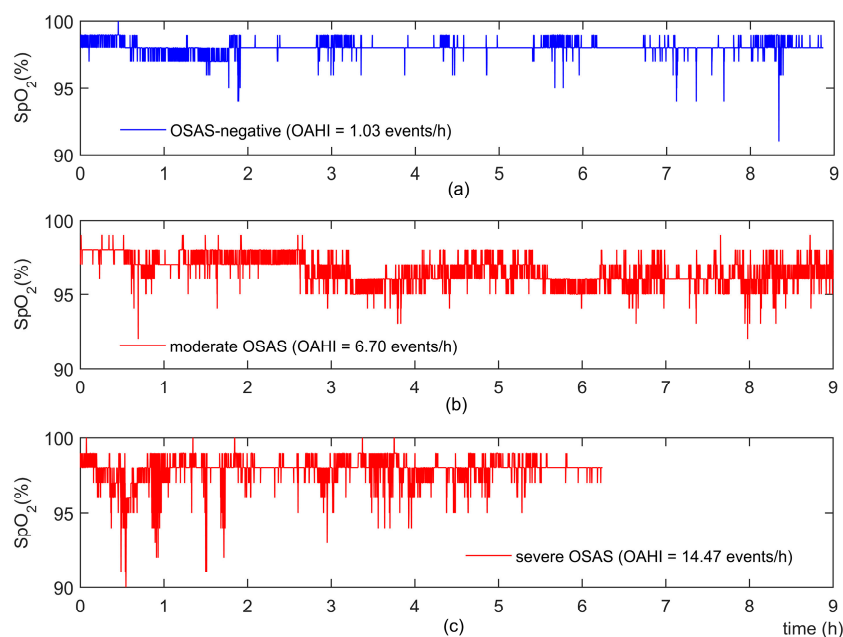 100
95
90
SpO2(%)
OSAS-negative (OAHI = 1.03 events/h)
0 1 2 3 4 5 6 7 8 9
(a)
100
95
90
SpO2(%)
moderate OSAS (OAHI = 6.70 events/h)
0 1 2 3 4 5 6 7 8 9
(b)
100
95
90
SpO2(%)
severe OSAS (OAHI = 14.47 events/h)
0 1 2 3 4 5 6 7 8 9
(c)
time (h)